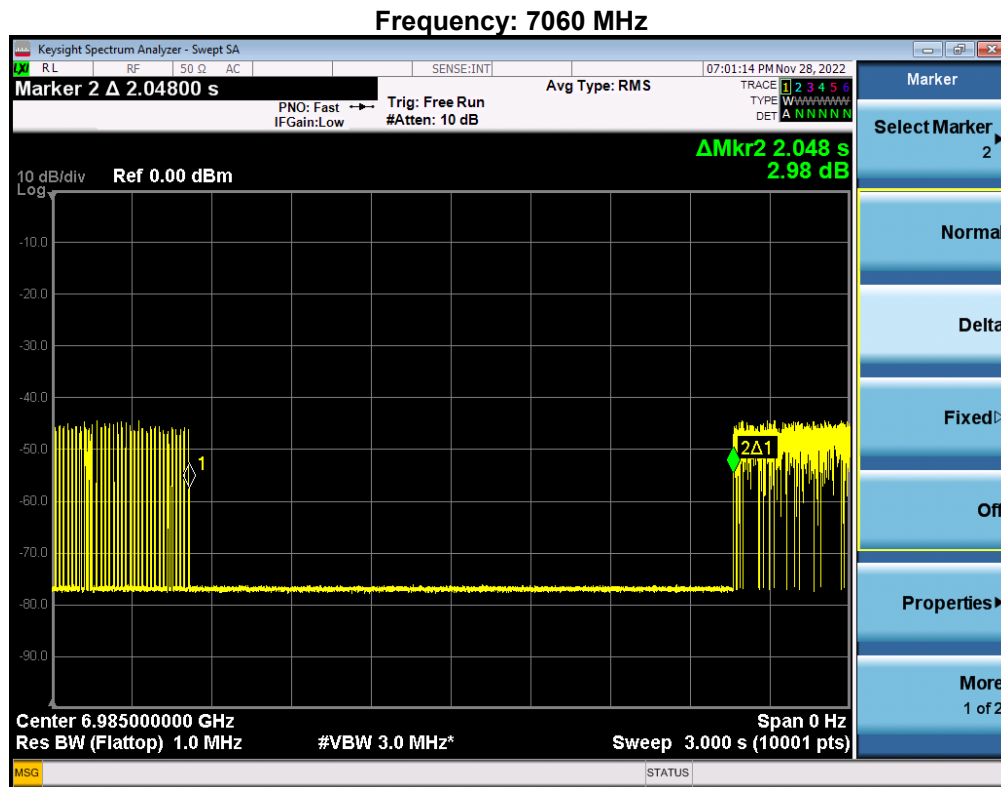 Frequency: 7060 MHz
Keysight Spectrum Analyzer - Swept SA
LXI RL RF 50 Ω AC SENSE:INT 07:01:14 PM Nov 28, 2022
Marker 2 Δ 2.04800 s
PNO: Fast
IFGain:Low
Trig: Free Run
#Atten: 10 dB
Avg Type: RMS
TRACE 1 2 3 4 5 6
TYPE W
DET A N N N N N
ΔMkr2 2.048 s
2.98 dB
10 dB/div
Log
Ref 0.00 dBm
-10.0
-20.0
-30.0
-40.0
-50.0
-60.0
-70.0
-80.0
-90.0
1
2Δ1
Center 6.985000000 GHz
Span 0 Hz
Res BW (Flattop) 1.0 MHz
#VBW 3.0 MHz*
Sweep 3.000 s (10001 pts)
MSG
STATUS
Marker
Select Marker
2
Normal
Delta
Fixed
Off
Properties
More
1 of 2